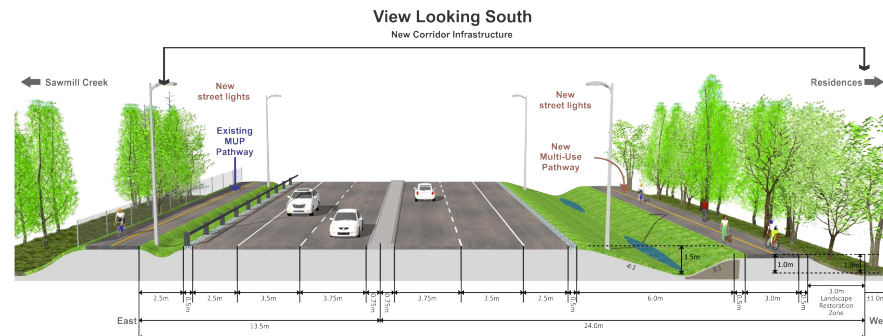 View Looking South
New Corridor Infrastructure
Sawmill Creek
Residences
New
street lights
New
street lights
Existing
MUP
Pathway
New
Multi-Use
Pathway
1.5m
4:1
3:1
1.0m
1.0m
2.5m
0.5m
2.5m
3.5m
3.75m
0.75m
0.75m
3.75m
3.5m
2.5m
0.5m
6.0m
0.5m
3.0m
0.5m
3.0m
Landscape
Restoration
Zone
±1.0m
East
13.5m
24.0m
We